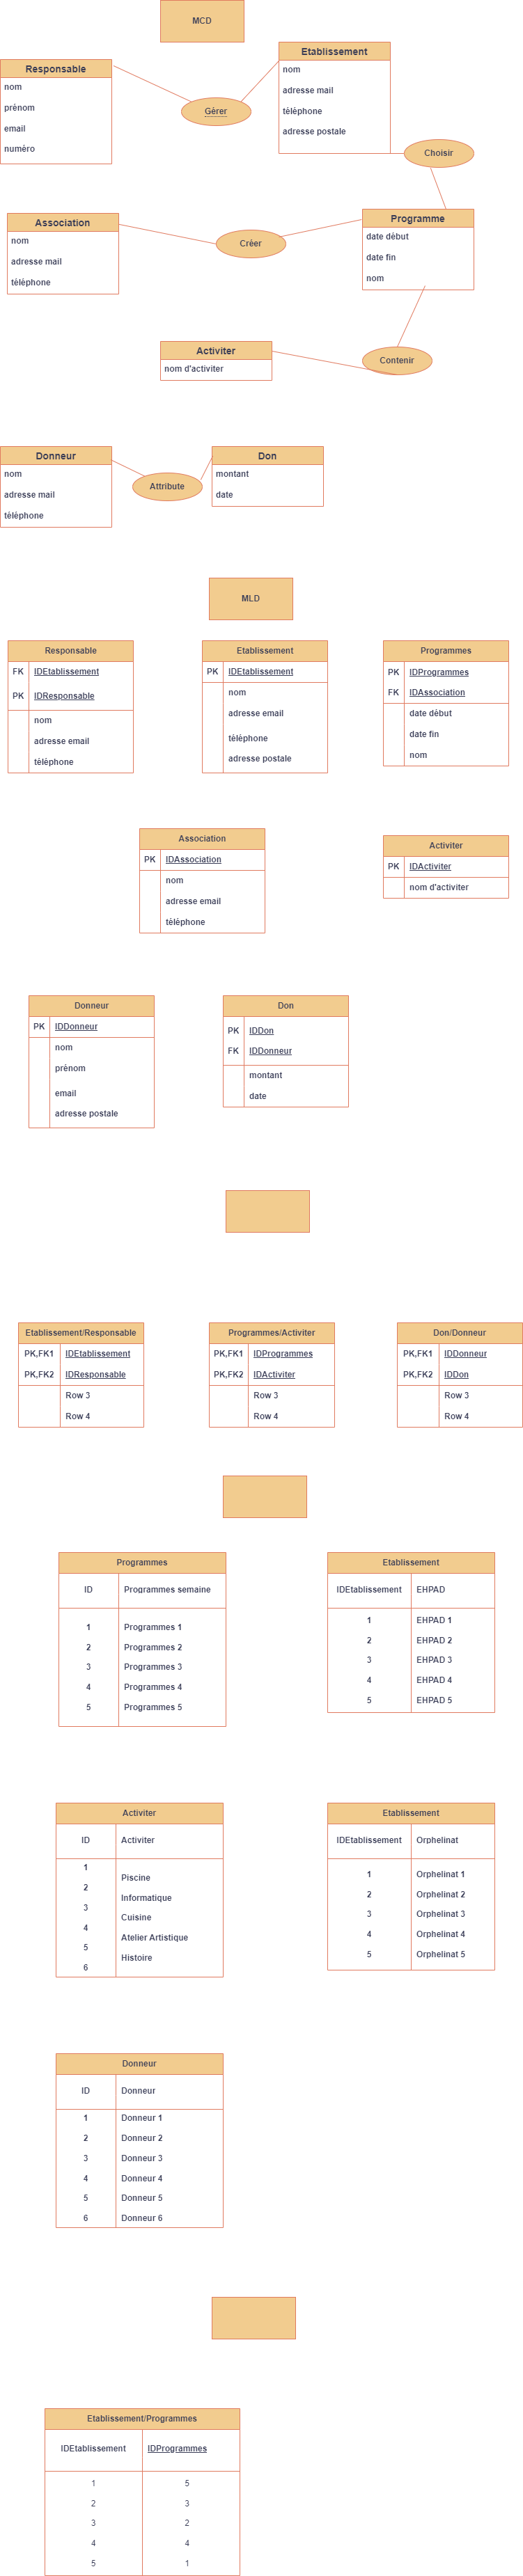 MCD
Responsable
nom
prénom
email
numéro
Gérer
Etablissement
nom
adresse mail
téléphone
adresse postale
Choisir
Association
nom
adresse mail
téléphone
Créer
Programme
date début
date fin
nom
Activiter
nom d'activiter
Contenir
Donneur
nom
adresse mail
téléphone
Attribute
Don
montant
date
MLD
Responsable
FK IDEtablissement
PK IDResponsable
nom
adresse email
téléphone
Etablissement
PK IDEtablissement
nom
adresse email
téléphone
adresse postale
Programmes
PK IDProgrammes
FK IDAssociation
date début
date fin
nom
Association
PK IDAssociation
nom
adresse email
téléphone
Activiter
PK IDActiviter
nom d'activiter
Donneur
PK IDDonneur
nom
prénom
email
adresse postale
Don
PK IDDon
FK IDDonneur
montant
date
Etablissement/Responsable
PK,FK1 IDEtablissement
PK,FK2 IDResponsable
Row 3
Row 4
Programmes/Activiter
PK,FK1 IDProgrammes
PK,FK2 IDActiviter
Row 3
Row 4
Don/Donneur
PK,FK1 IDDonneur
PK,FK2 IDDon
Row 3
Row 4
Programmes
ID Programmes semaine
1 Programmes 1
2 Programmes 2
3 Programmes 3
4 Programmes 4
5 Programmes 5
Etablissement
IDEtablissement EHPAD
1 EHPAD 1
2 EHPAD 2
3 EHPAD 3
4 EHPAD 4
5 EHPAD 5
Activiter
ID Activiter
1
2
3
4
5
6
Piscine
Informatique
Cuisine
Atelier Artistique
Histoire
Etablissement
IDEtablissement Orphelinat
1 Orphelinat 1
2 Orphelinat 2
3 Orphelinat 3
4 Orphelinat 4
5 Orphelinat 5
Donneur
ID Donneur
1 Donneur 1
2 Donneur 2
3 Donneur 3
4 Donneur 4
5 Donneur 5
6 Donneur 6
Etablissement/Programmes
IDEtablissement IDProgrammes
1 5
2 3
3 2
4 4
5 1